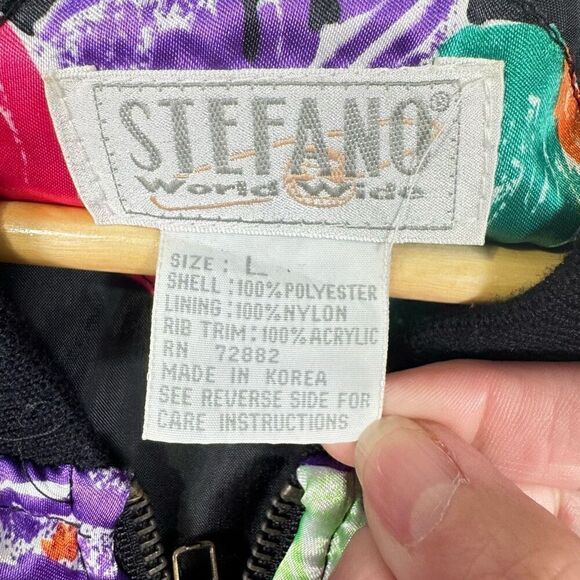 STEFANO®
World Wide
SIZE : L
SHELL : 100% POLYESTER
LINING : 100% NYLON
RIB TRIM : 100% ACRYLIC
RN 72882
MADE IN KOREA
SEE REVERSE SIDE FOR
CARE INSTRUCTIONS